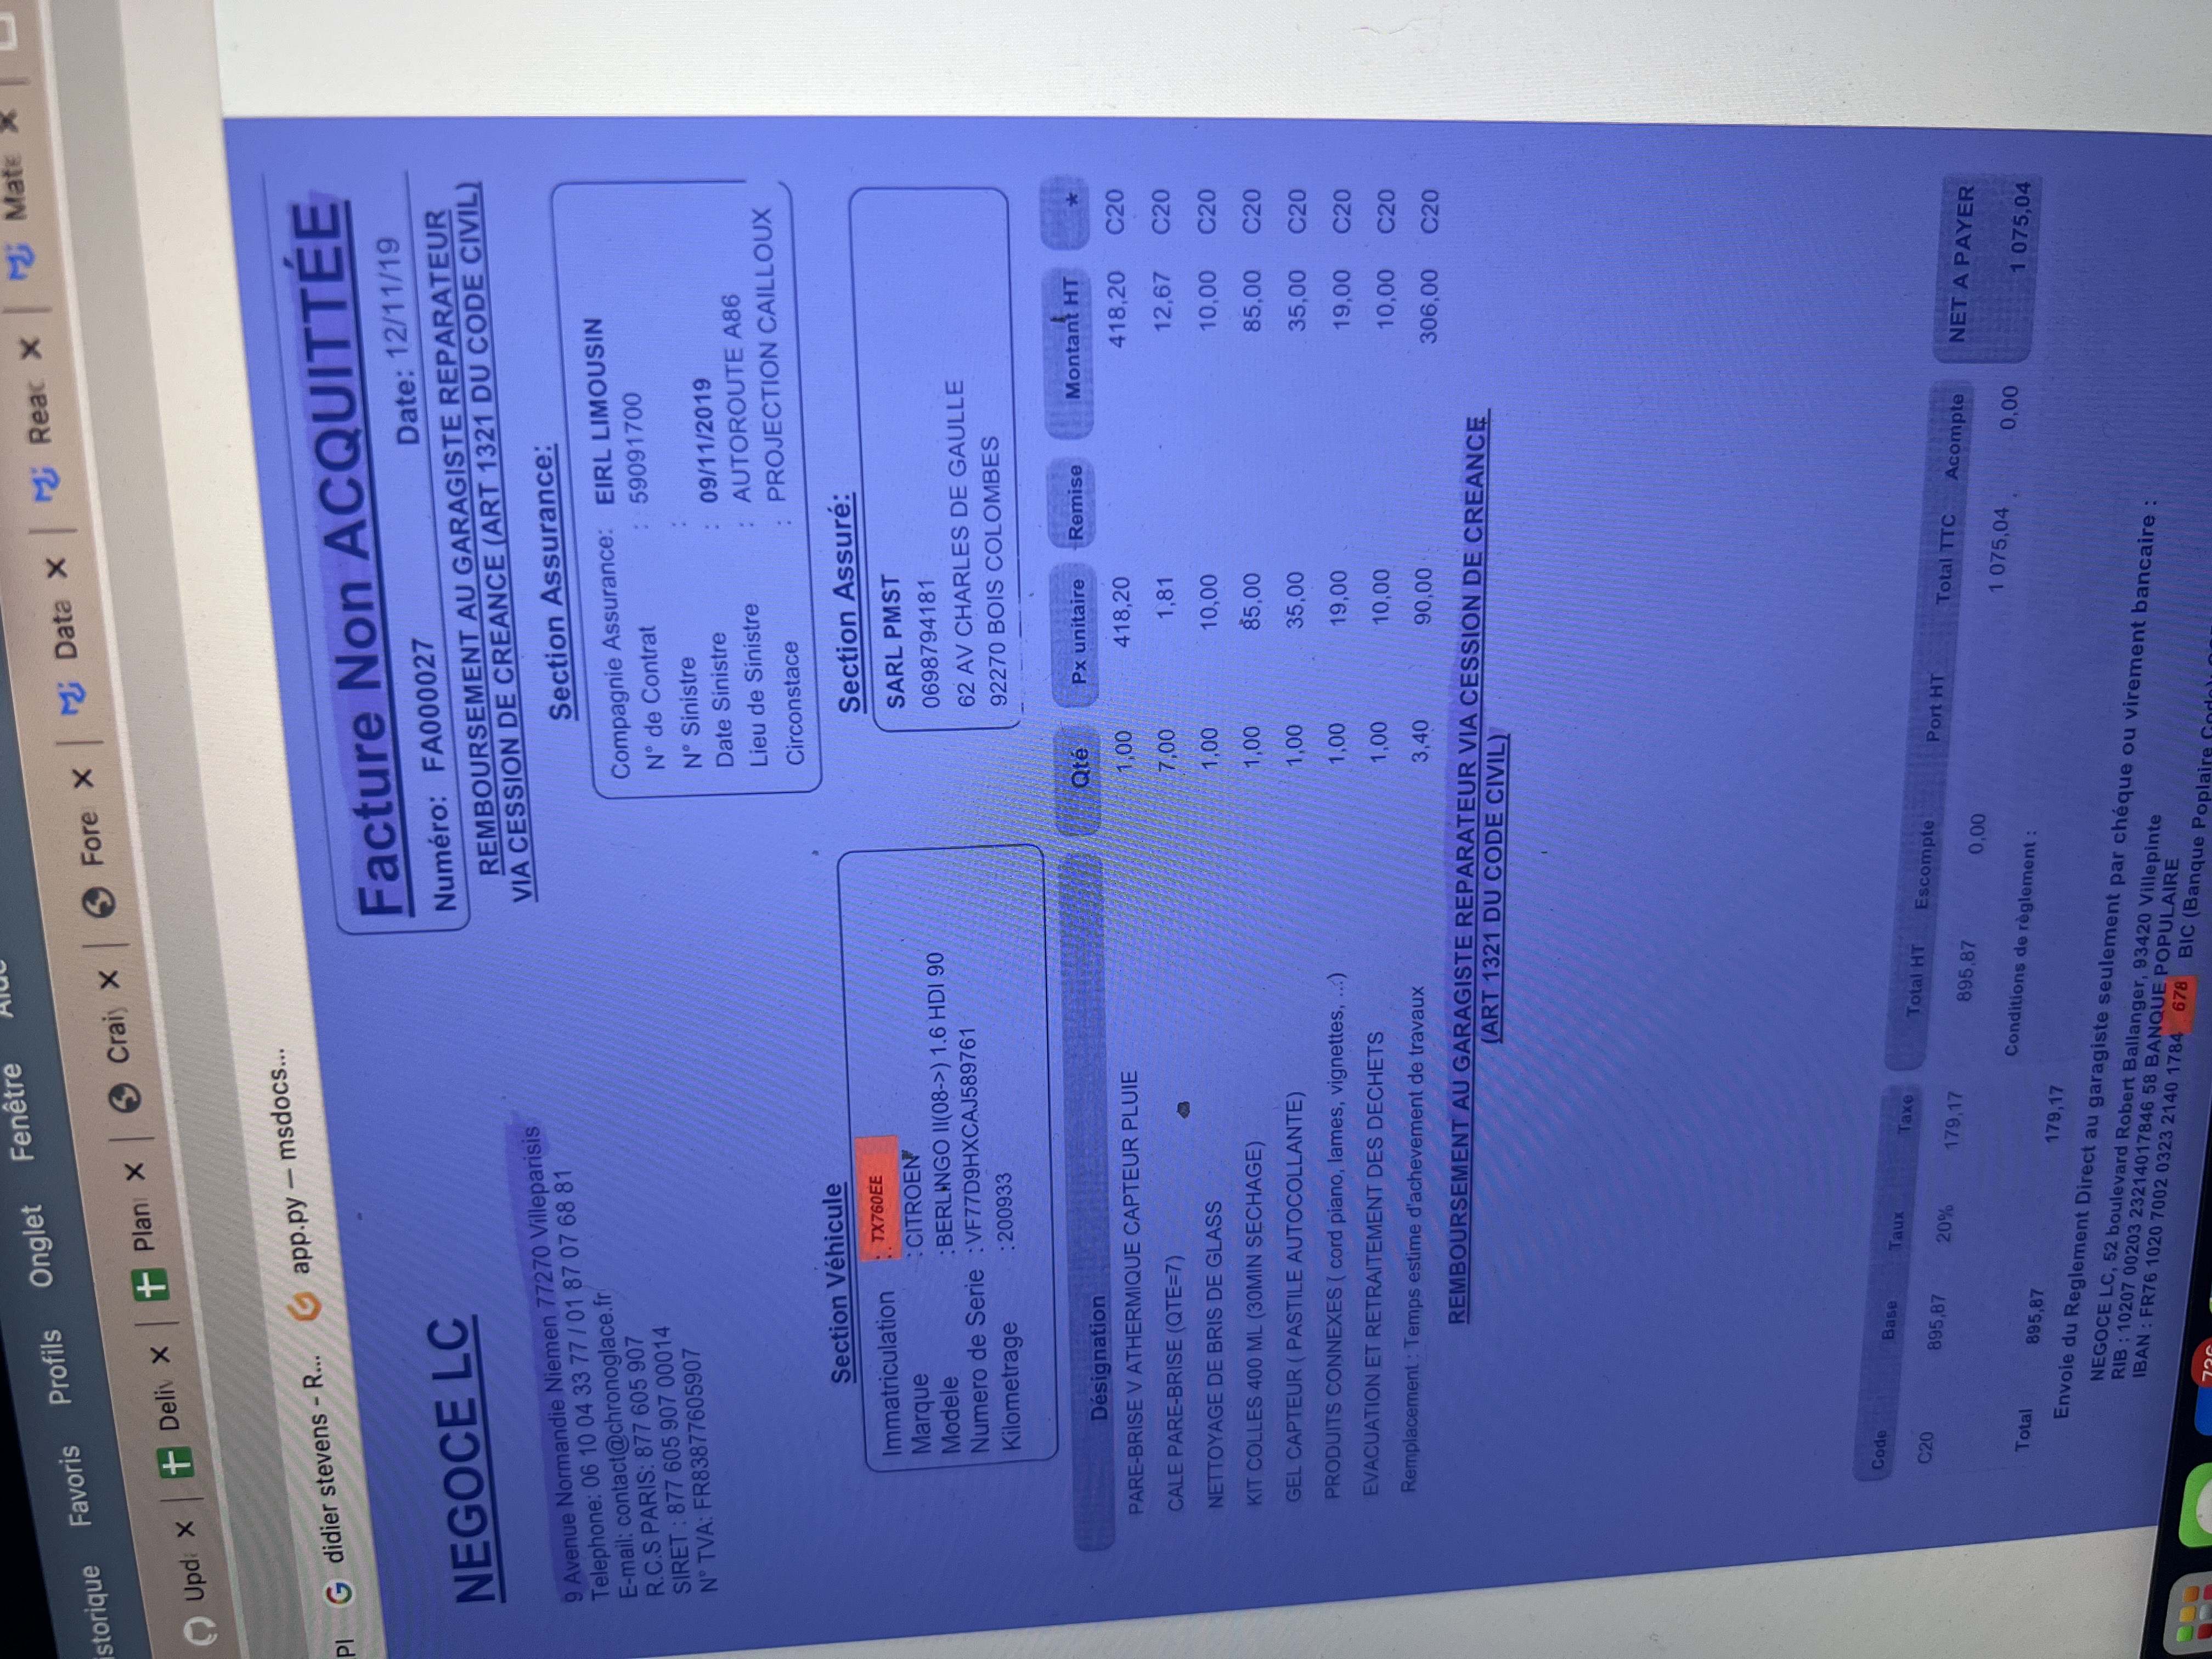 istorique Favoris Profils Onglet Fenêtre
Upd Deliv Plan Crai Fore Data Reac Mate
PI didier stevens - R... app.py — msdocs...
Facture Non ACQUITTÉE
Numéro: FA000027 Date: 12/11/19
REMBOURSEMENT AU GARAGISTE REPARATEUR
VIA CESSION DE CREANCE (ART 1321 DU CODE CIVIL)
NEGOCE LC
9 Avenue Normandie Niemen 77270 Villeparisis
Telephone: 06 10 04 33 77 / 01 87 07 68 81
E-mail: contact@chronoglace.fr
R.C.S PARIS: 877 605 907
SIRET : 877 605 907 00014
N° TVA: FR83877605907
Section Assurance:
Compagnie Assurance: EIRL LIMOUSIN
N° de Contrat : 59091700
N° Sinistre :
Date Sinistre : 09/11/2019
Lieu de Sinistre : AUTOROUTE A86
Circonstace : PROJECTION CAILLOUX
Section Véhicule
Immatriculation : TX760EE
Marque :CITROEN
Modele :BERLINGO II(08->) 1.6 HDI 90
Numero de Serie :VF77D9HXCAJ589761
Kilometrage :200933
Section Assuré:
SARL PMST
0698794181
62 AV CHARLES DE GAULLE
92270 BOIS COLOMBES
Désignation Qté Px unitaire Remise Montant HT *
PARE-BRISE V ATHERMIQUE CAPTEUR PLUIE 1,00 418,20 418,20 C20
CALE PARE-BRISE (QTE=7) 7,00 1,81 12,67 C20
NETTOYAGE DE BRIS DE GLASS 1,00 10,00 10,00 C20
KIT COLLES 400 ML (30MIN SECHAGE) 1,00 85,00 85,00 C20
GEL CAPTEUR ( PASTILE AUTOCOLLANTE) 1,00 35,00 35,00 C20
PRODUITS CONNEXES ( cord piano, lames, vignettes, ...) 1,00 19,00 19,00 C20
EVACUATION ET RETRAITEMENT DES DECHETS 1,00 10,00 10,00 C20
Remplacement : Temps estime d'achevement de travaux 3,40 90,00 306,00 C20
REMBOURSEMENT AU GARAGISTE REPARATEUR VIA CESSION DE CREANCE
(ART 1321 DU CODE CIVIL)
Code Base Taux Taxe Total HT Escompte Port HT Total TTC Acompte NET A PAYER
C20 895,87 20% 179,17 895,87 0,00 1 075,04 0,00 1 075,04
Conditions de règlement :
Total 895,87 179,17
Envoie du Reglement Direct au garagiste seulement par chéque ou virement bancaire :
NEGOCE LC, 52 boulevard Robert Ballanger, 93420 Villepinte
RIB : 10207 00203 23214017846 58 BANQUE POPULAIRE
IBAN : FR76 1020 7002 0323 2140 1784 678 BIC (Banque Poplaire Code):